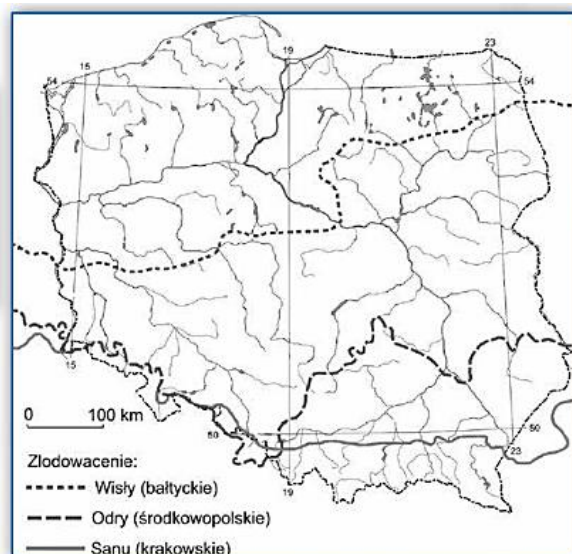 15
19
23
54
54
15
0 100 km
50
50
23
19
Zlodowacenie:
Wisły (bałtyckie)
Odry (środkowopolskie)
Sanu (krakowskie)